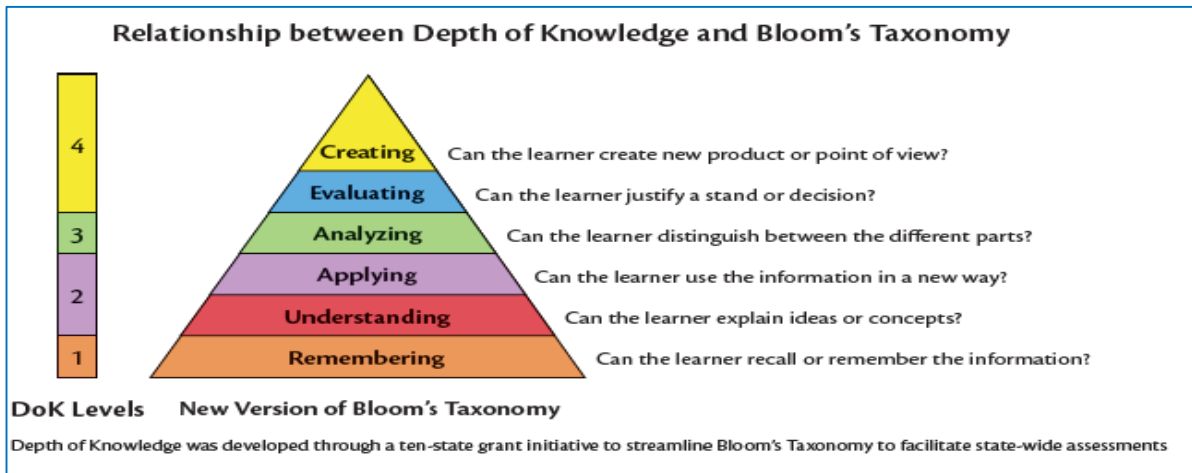 Relationship between Depth of Knowledge and Bloom's Taxonomy
4
Creating Can the learner create new product or point of view?
Evaluating Can the learner justify a stand or decision?
3 Analyzing Can the learner distinguish between the different parts?
Applying Can the learner use the information in a new way?
2
Understanding Can the learner explain ideas or concepts?
1 Remembering Can the learner recall or remember the information?
DoK Levels New Version of Bloom's Taxonomy
Depth of Knowledge was developed through a ten-state grant initiative to streamline Bloom's Taxonomy to facilitate state-wide assessments